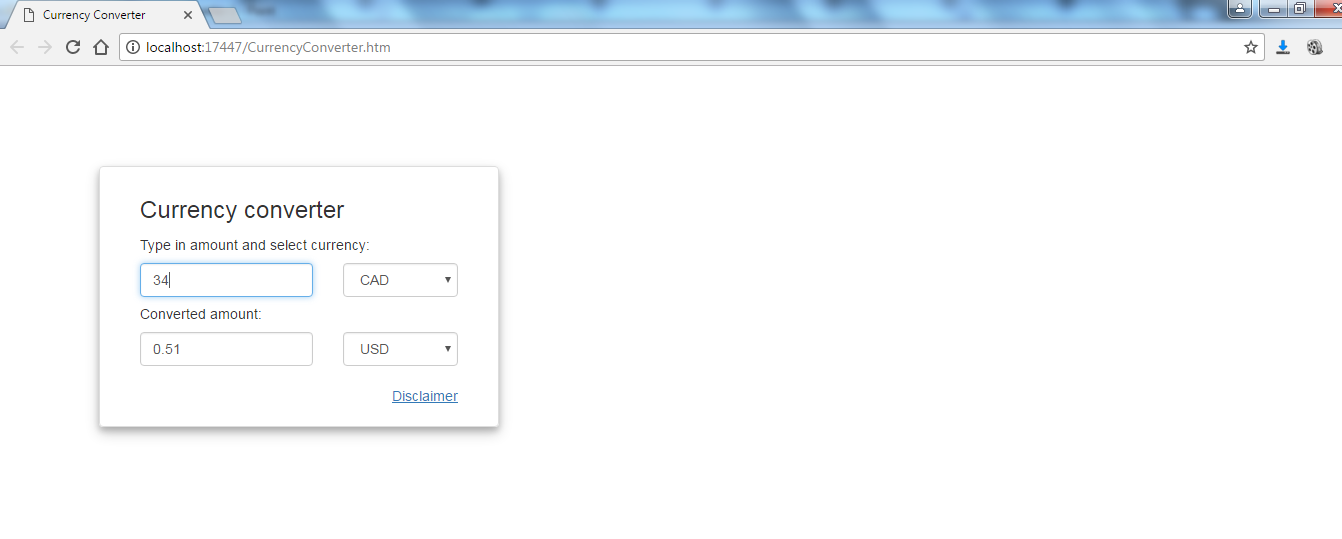 Currency Converter
localhost:17447/CurrencyConverter.htm
Currency converter
Type in amount and select currency:
34 CAD
Converted amount:
0.51 USD
Disclaimer